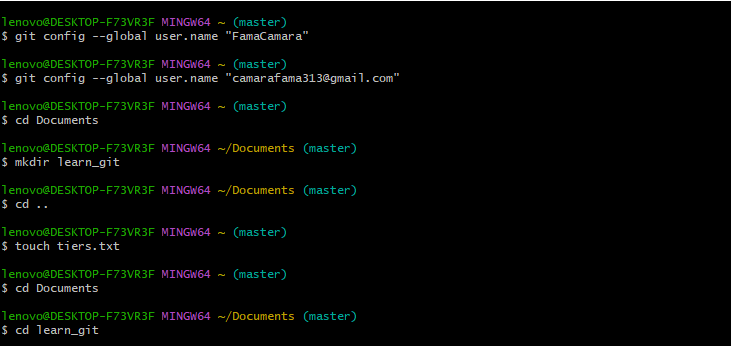 lenovo@DESKTOP-F73VR3F MINGW64 ~ (master)
$ git config --global user.name "FamaCamara"
lenovo@DESKTOP-F73VR3F MINGW64 ~ (master)
$ git config --global user.name "camarafama313@gmail.com"
lenovo@DESKTOP-F73VR3F MINGW64 ~ (master)
$ cd Documents
lenovo@DESKTOP-F73VR3F MINGW64 ~/Documents (master)
$ mkdir learn_git
lenovo@DESKTOP-F73VR3F MINGW64 ~/Documents (master)
$ cd ..
lenovo@DESKTOP-F73VR3F MINGW64 ~ (master)
$ touch tiers.txt
lenovo@DESKTOP-F73VR3F MINGW64 ~ (master)
$ cd Documents
lenovo@DESKTOP-F73VR3F MINGW64 ~/Documents (master)
$ cd learn_git